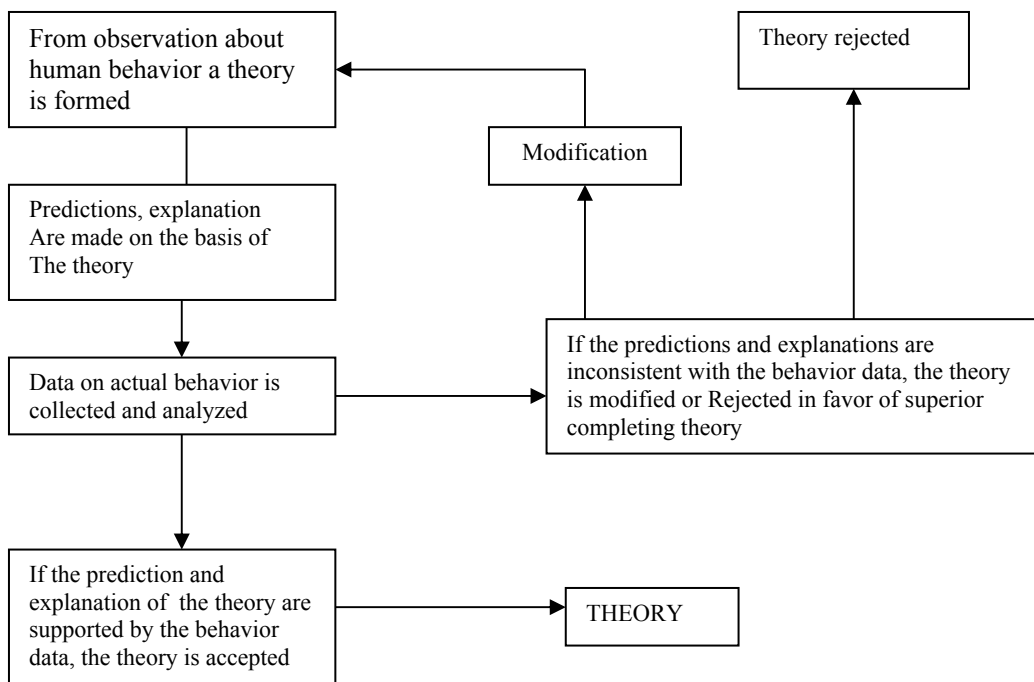 From observation about
human behavior a theory
is formed
Theory rejected
Modification
Predictions, explanation
Are made on the basis of
The theory
If the predictions and explanations are
inconsistent with the behavior data, the theory
is modified or Rejected in favor of superior
completing theory
Data on actual behavior is
collected and analyzed
If the prediction and
explanation of  the theory are
supported by the behavior
data, the theory is accepted
THEORY